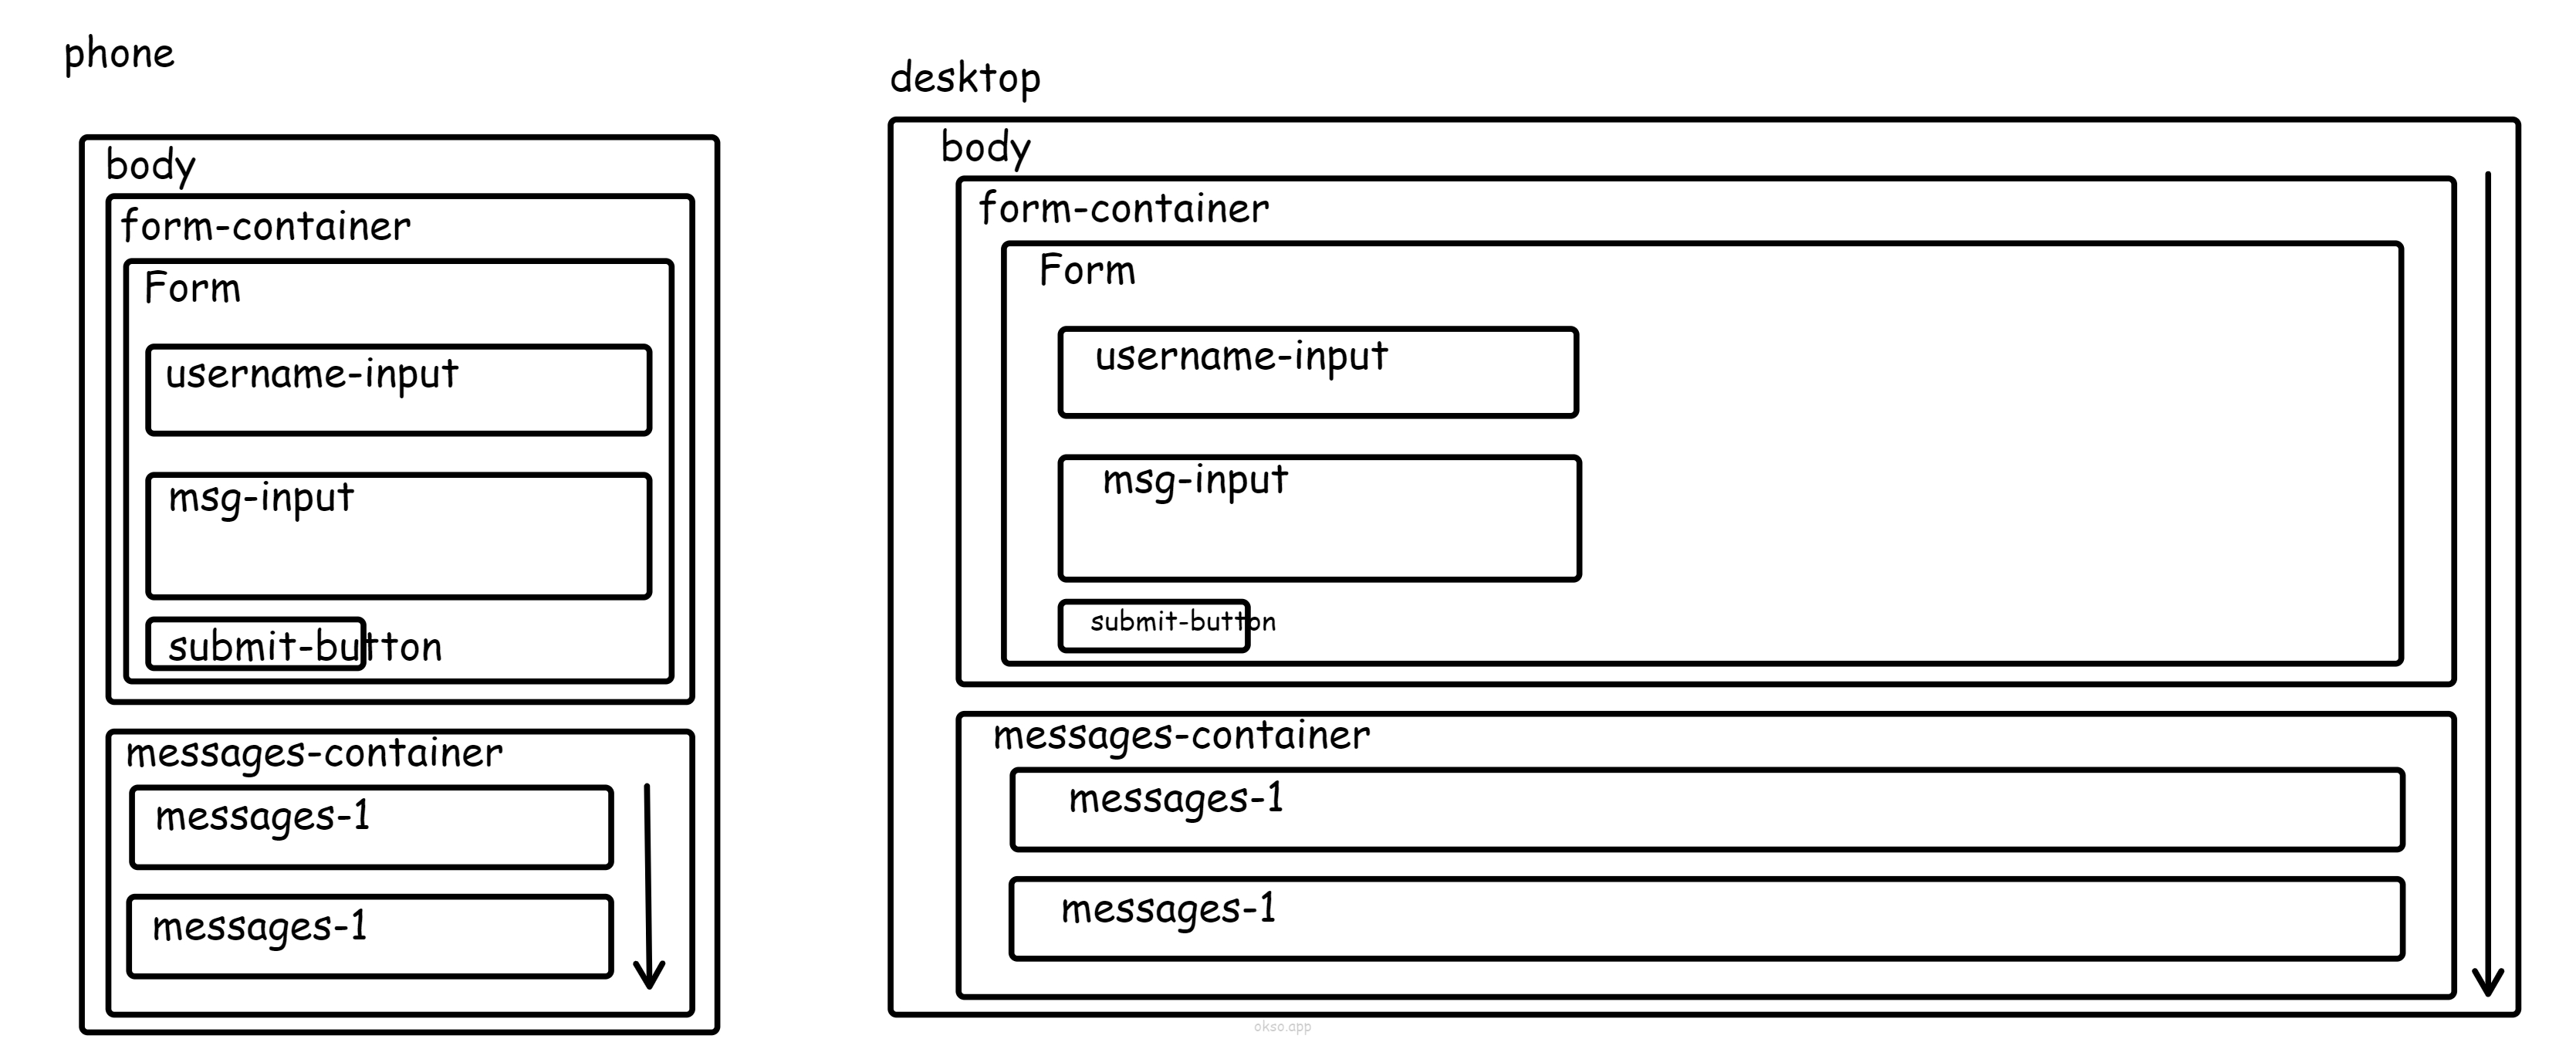 phone
body
form-container
Form
username-input
msg-input
submit-button
messages-container
messages-1
messages-1
desktop
body
form-container
Form
username-input
msg-input
submit-button
messages-container
messages-1
messages-1
okso.app